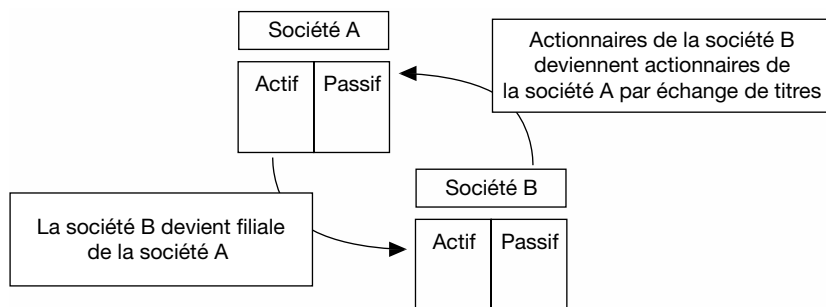 Société A
Actionnaires de la société B
deviennent actionnaires de
la société A par échange de titres
Actif Passif
Société B
La société B devient filiale
de la société A
Actif Passif